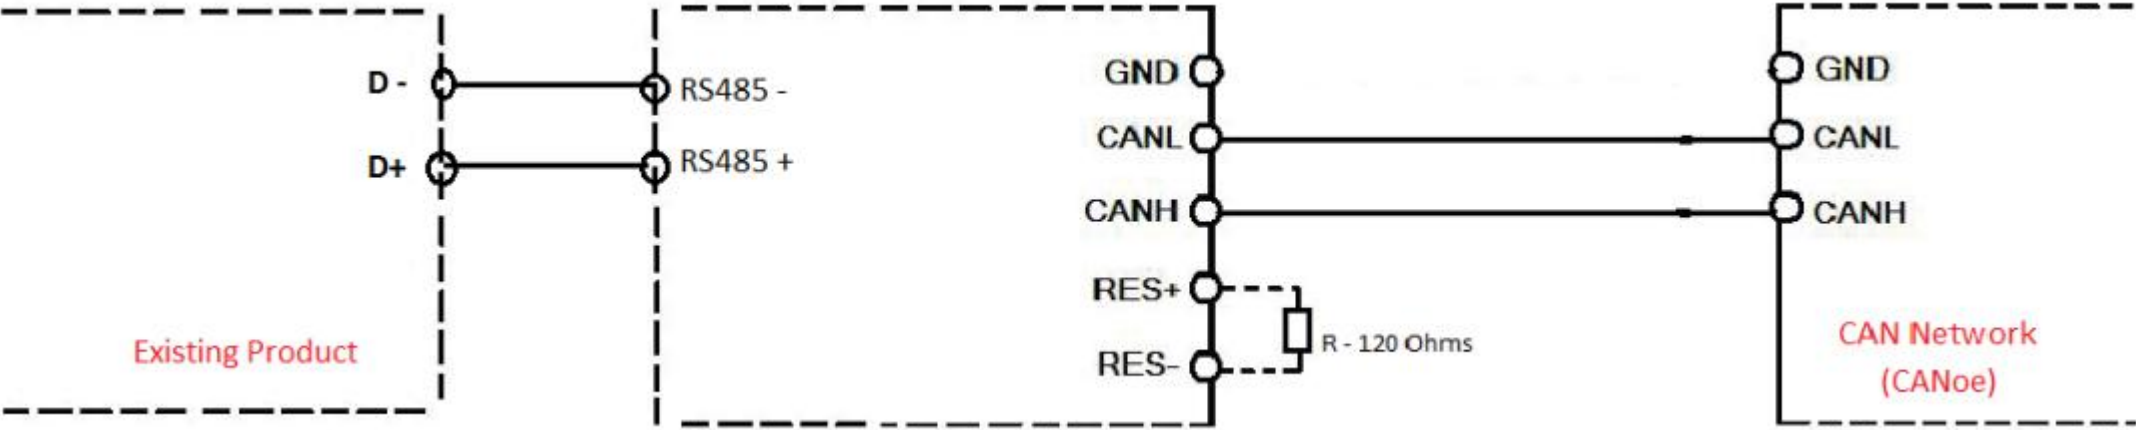 D -
D+
Existing Product
RS485 -
RS485 +
GND
CANL
CANH
RES+
RES-
R - 120 Ohms
GND
CANL
CANH
CAN Network
(CANoe)